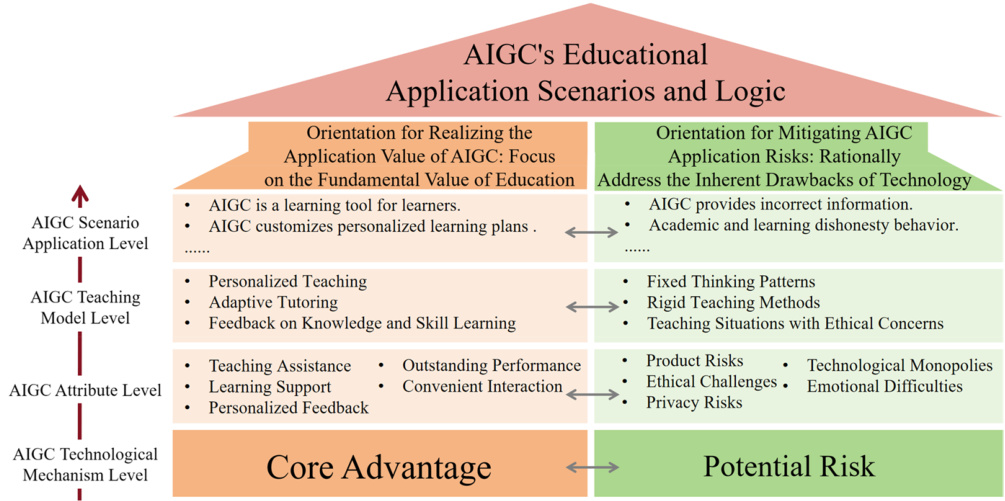 AIGC's Educational
Application Scenarios and Logic
Orientation for Realizing the
Application Value of AIGC: Focus
on the Fundamental Value of Education
Orientation for Mitigating AIGC
Application Risks: Rationally
Address the Inherent Drawbacks of Technology
AIGC Scenario
Application Level
• AIGC is a learning tool for learners.
• AIGC customizes personalized learning plans .
......
• AIGC provides incorrect information.
• Academic and learning dishonesty behavior.
......
AIGC Teaching
Model Level
• Personalized Teaching
• Adaptive Tutoring
• Feedback on Knowledge and Skill Learning
• Fixed Thinking Patterns
• Rigid Teaching Methods
• Teaching Situations with Ethical Concerns
AIGC Attribute Level
• Teaching Assistance
• Learning Support
• Personalized Feedback
• Outstanding Performance
• Convenient Interaction
• Product Risks
• Ethical Challenges
• Privacy Risks
• Technological Monopolies
• Emotional Difficulties
AIGC Technological
Mechanism Level
Core Advantage
Potential Risk